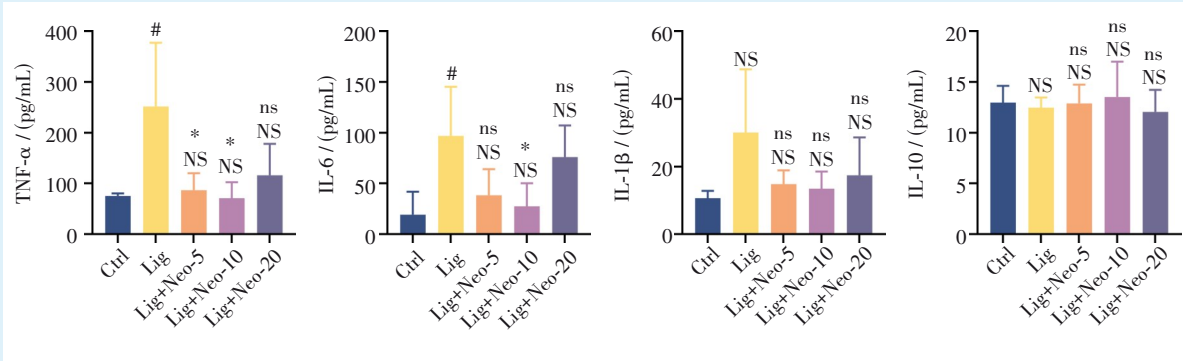 TNF-α / (pg/mL)
400
300
200
100
0
#
*
NS
*
NS
ns
NS
Ctrl
Lig
Lig+Neo-5
Lig+Neo-10
Lig+Neo-20
IL-6 / (pg/mL)
200
150
100
50
0
#
ns
NS
*
NS
ns
NS
Ctrl
Lig
Lig+Neo-5
Lig+Neo-10
Lig+Neo-20
IL-1β / (pg/mL)
60
40
20
0
NS
ns
NS
ns
NS
ns
NS
Ctrl
Lig
Lig+Neo-5
Lig+Neo-10
Lig+Neo-20
IL-10 / (pg/mL)
20
15
10
5
0
NS
ns
NS
ns
NS
ns
NS
Ctrl
Lig
Lig+Neo-5
Lig+Neo-10
Lig+Neo-20